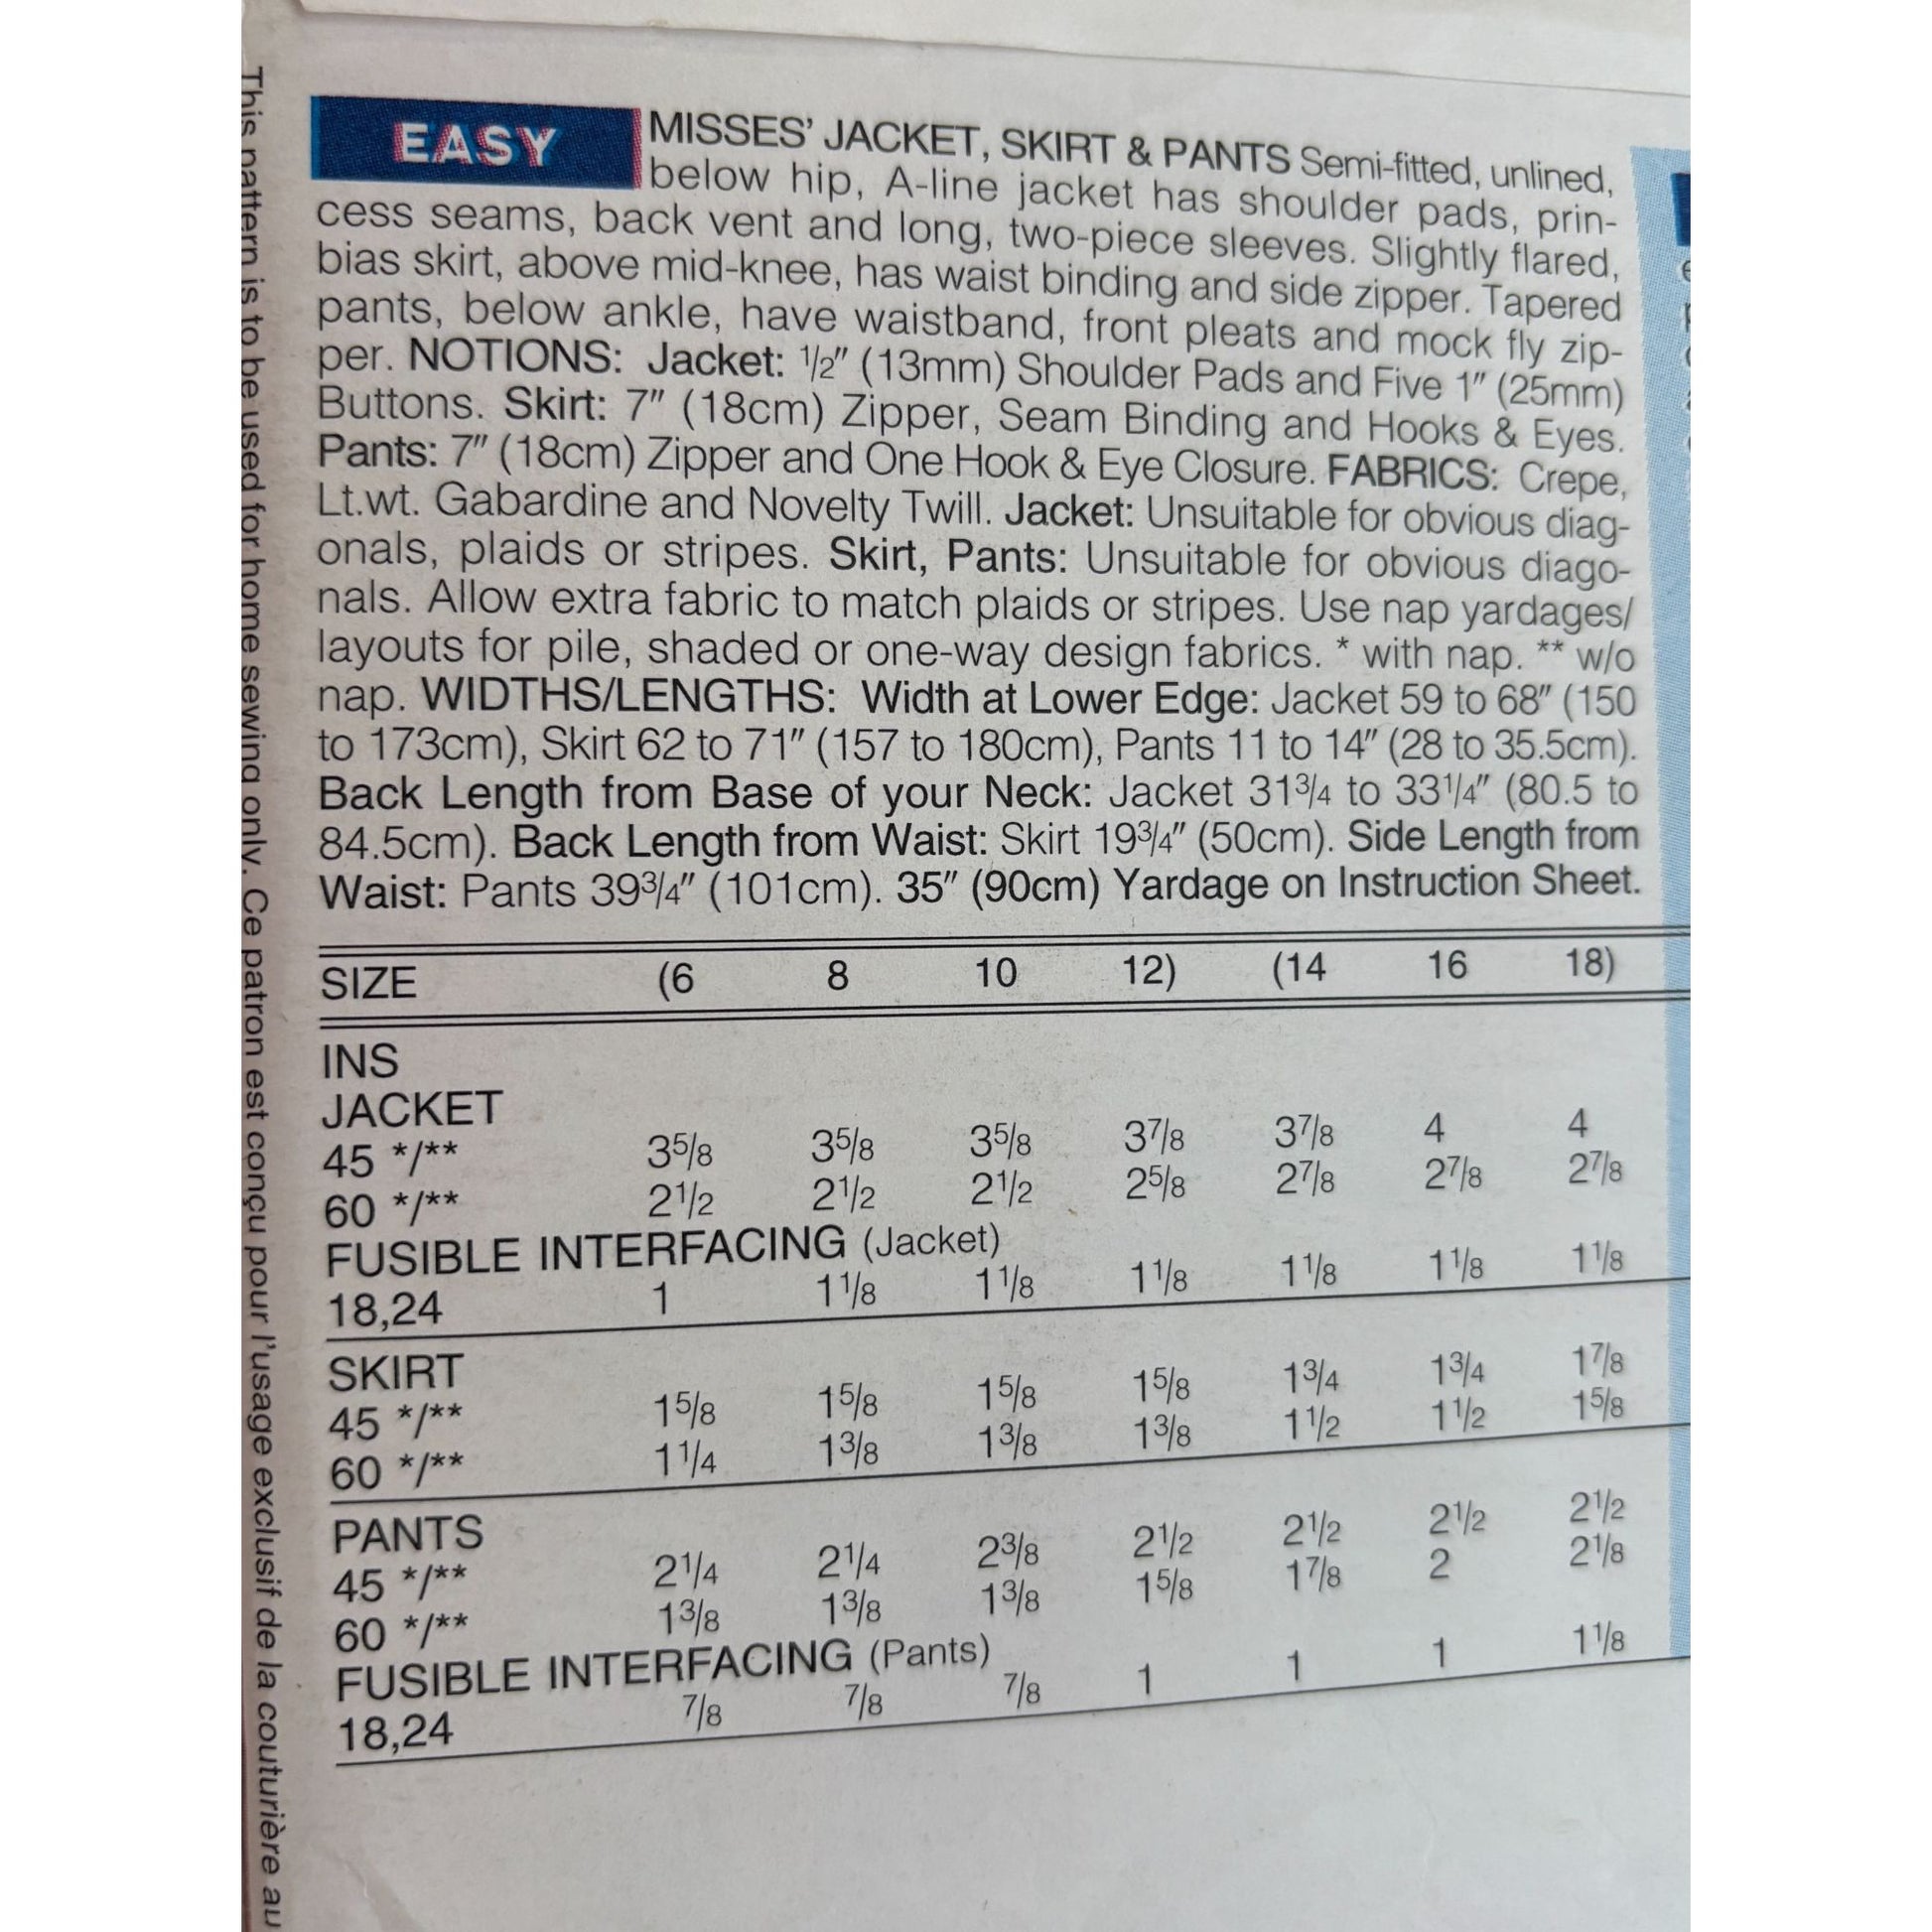 EASY MISSES' JACKET, SKIRT & PANTS Semi-fitted, unlined,
below hip, A-line jacket has shoulder pads, prin-
cess seams, back vent and long, two-piece sleeves. Slightly flared,
bias skirt, above mid-knee, has waist binding and side zipper. Tapered
pants, below ankle, have waistband, front pleats and mock fly zip-
per. NOTIONS: Jacket: 1/2" (13mm) Shoulder Pads and Five 1" (25mm)
Buttons. Skirt: 7" (18cm) Zipper, Seam Binding and Hooks & Eyes.
Pants: 7" (18cm) Zipper and One Hook & Eye Closure. FABRICS: Crepe,
Lt.wt. Gabardine and Novelty Twill. Jacket: Unsuitable for obvious diag-
onals, plaids or stripes. Skirt, Pants: Unsuitable for obvious diago-
nals. Allow extra fabric to match plaids or stripes. Use nap yardages/
layouts for pile, shaded or one-way design fabrics. * with nap. ** w/o
nap. WIDTHS/LENGTHS: Width at Lower Edge: Jacket 59 to 68" (150
to 173cm), Skirt 62 to 71" (157 to 180cm), Pants 11 to 14" (28 to 35.5cm).
Back Length from Base of your Neck: Jacket 31 3/4 to 33 1/4" (80.5 to
84.5cm). Back Length from Waist: Skirt 19 3/4" (50cm). Side Length from
Waist: Pants 39 3/4" (101cm). 35" (90cm) Yardage on Instruction Sheet.
SIZE (6 8 10 12) (14 16 18)
INS
JACKET
45 */** 3 5/8 3 5/8 3 5/8 3 7/8 3 7/8 4 4
60 */** 2 1/2 2 1/2 2 1/2 2 5/8 2 7/8 2 7/8 2 7/8
FUSIBLE INTERFACING (Jacket)
18,24 1 1 1/8 1 1/8 1 1/8 1 1/8 1 1/8 1 1/8
SKIRT
45 */** 1 5/8 1 5/8 1 5/8 1 5/8 1 3/4 1 3/4 1 7/8
60 */** 1 1/4 1 3/8 1 3/8 1 3/8 1 1/2 1 1/2 1 5/8
PANTS
45 */** 2 1/4 2 1/4 2 3/8 2 1/2 2 1/2 2 1/2 2 1/2
60 */** 1 3/8 1 3/8 1 3/8 1 5/8 1 7/8 2 2 1/8
FUSIBLE INTERFACING (Pants)
18,24 7/8 7/8 7/8 1 1 1 1 1/8
This pattern is to be used for home sewing only. Ce patron est conçu pour l'usage exclusif de la couturière au